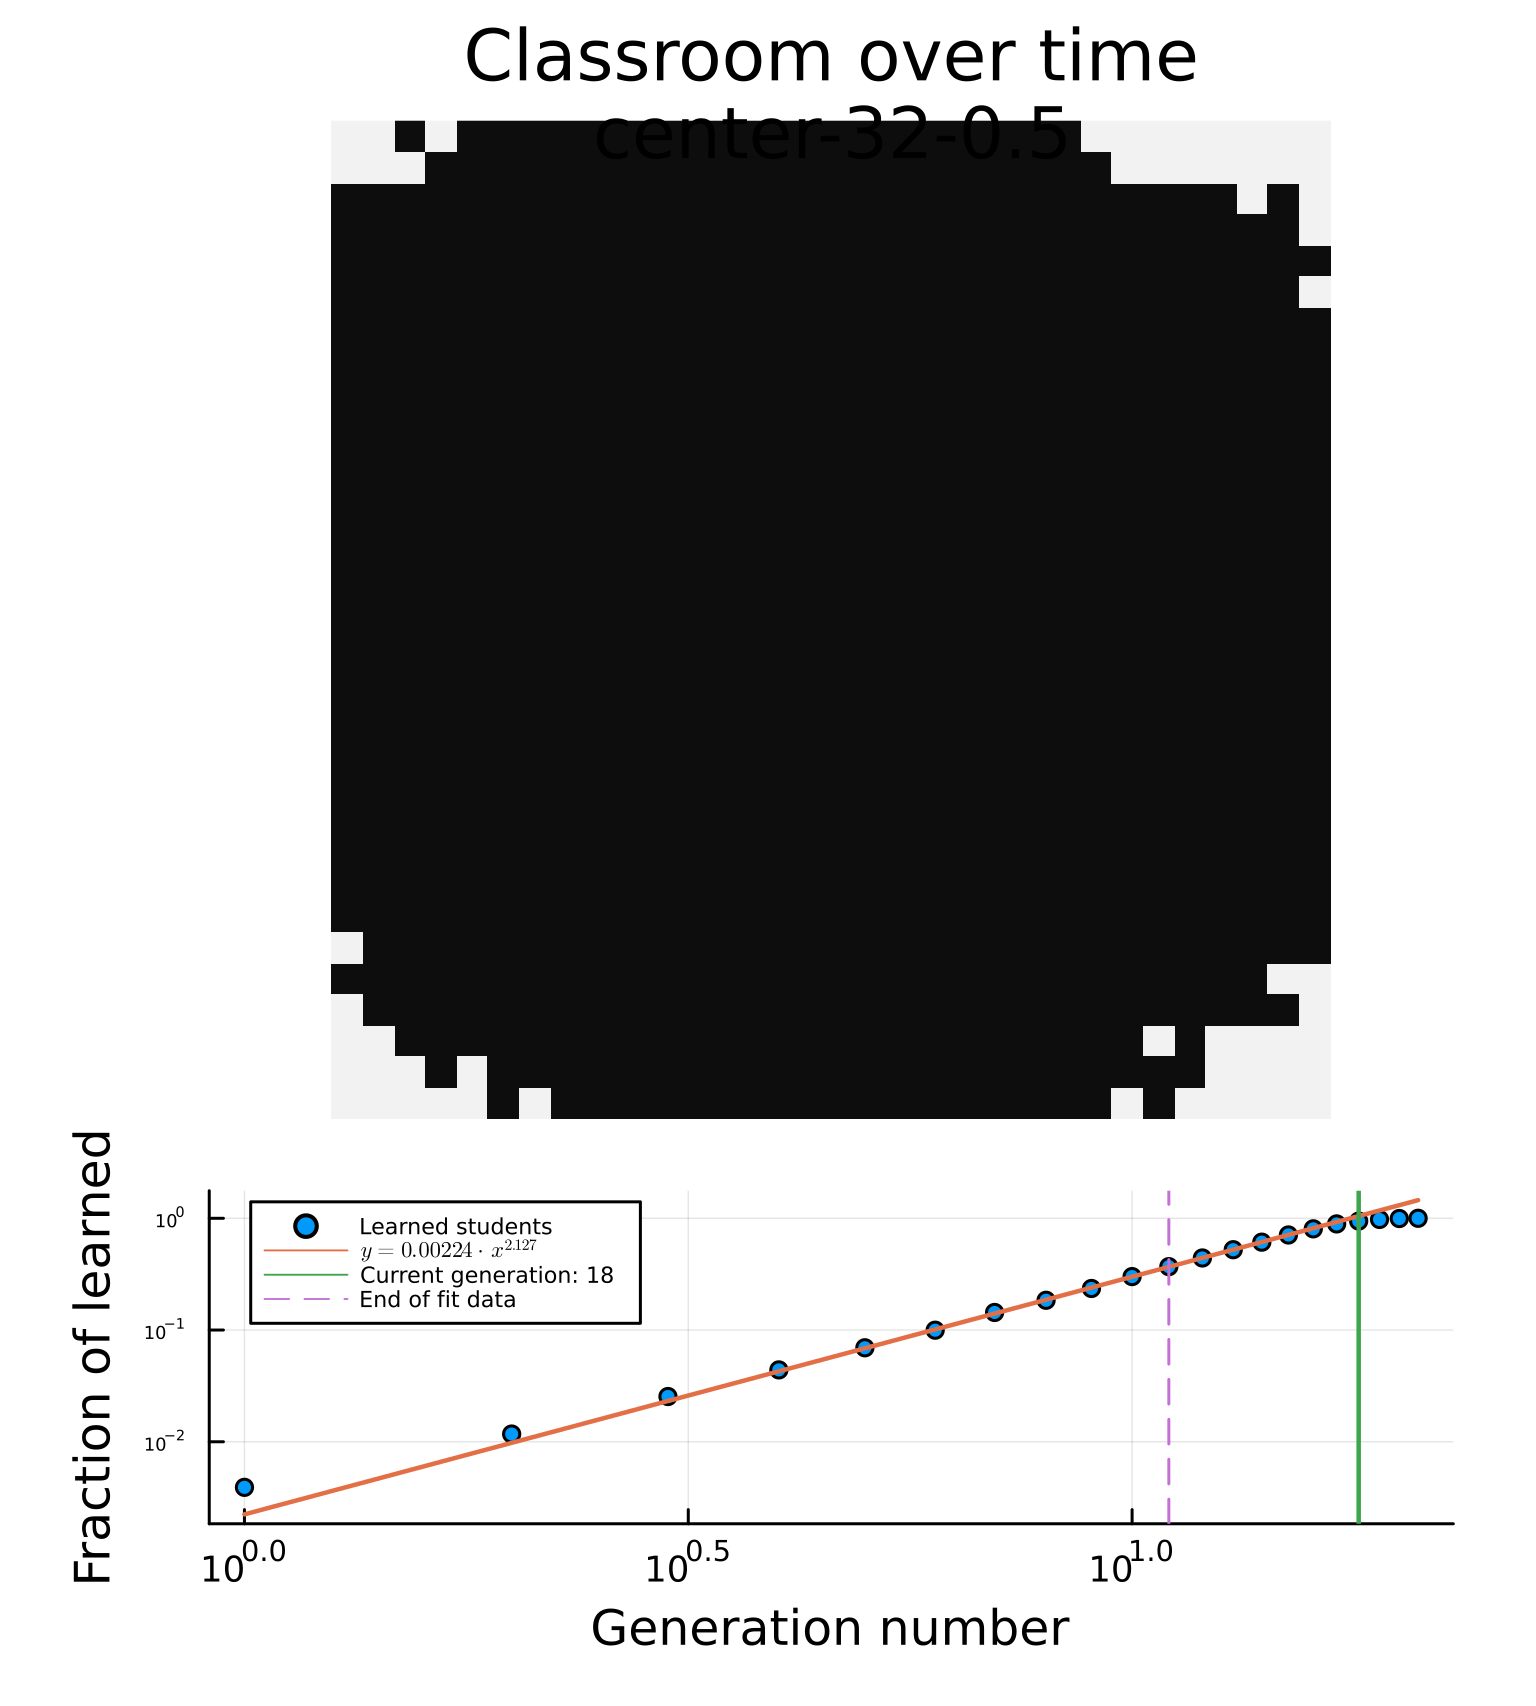 Classroom over time
center-32-0.5
Fraction of learned
10^0
10^−1
10^−2
Learned students
y = 0.00224 · x^2.127
Current generation: 18
End of fit data
10^0.0
10^0.5
10^1.0
Generation number